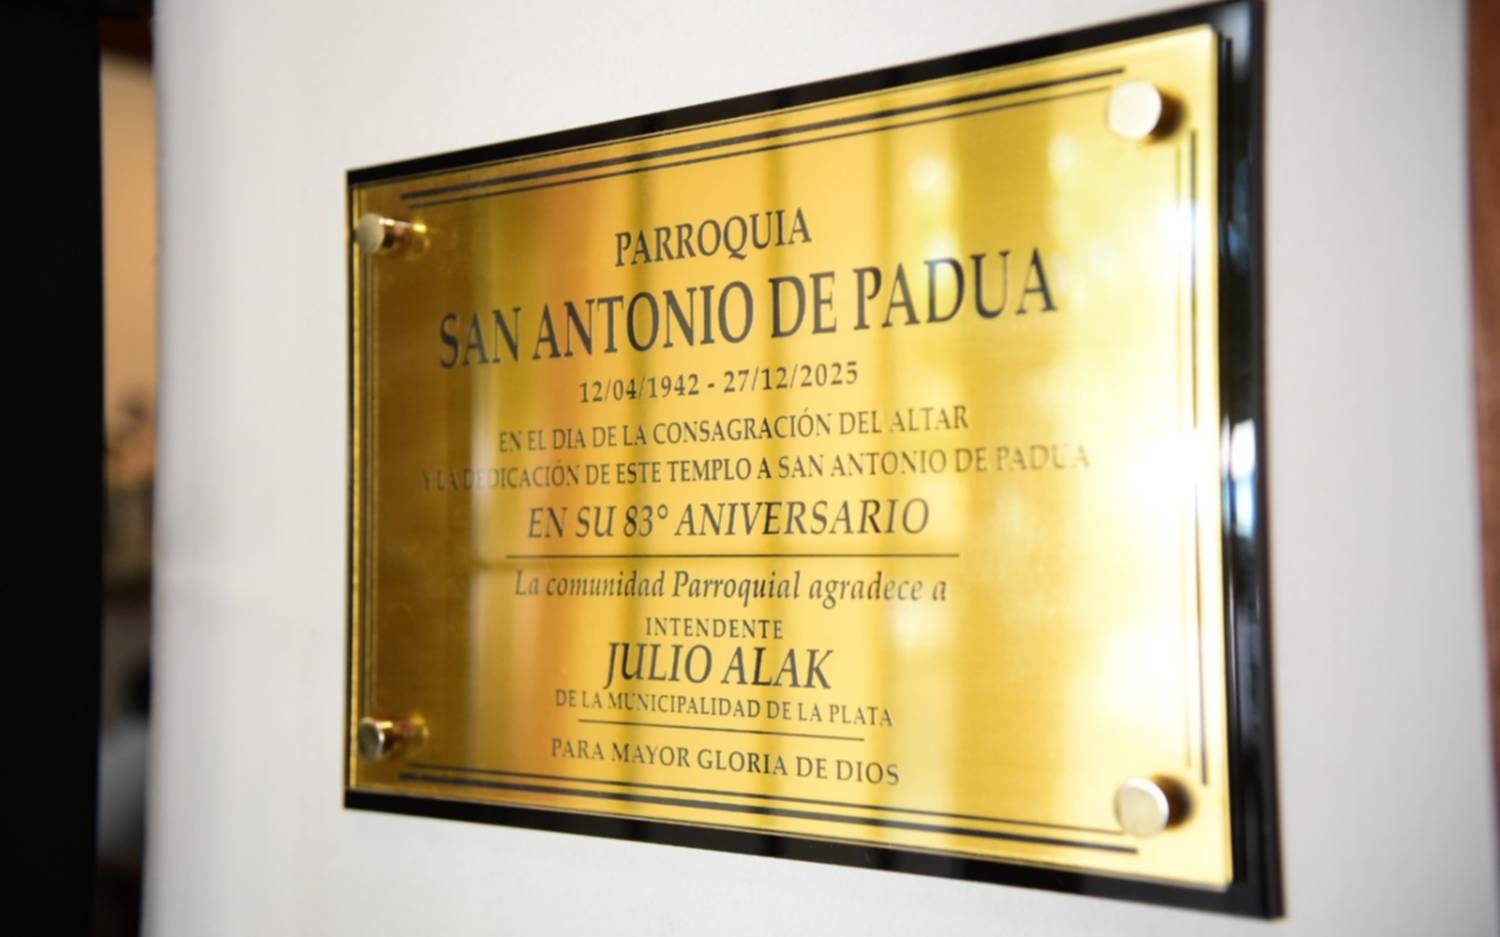 PARROQUIA
SAN ANTONIO DE PADUA
12/04/1942 - 27/12/2025
EN EL DIA DE LA CONSAGRACIÓN DEL ALTAR
Y LA DEDICACIÓN DE ESTE TEMPLO A SAN ANTONIO DE PADUA
EN SU 83° ANIVERSARIO
La comunidad Parroquial agradece a
INTENDENTE
JULIO ALAK
DE LA MUNICIPALIDAD DE LA PLATA
PARA MAYOR GLORIA DE DIOS